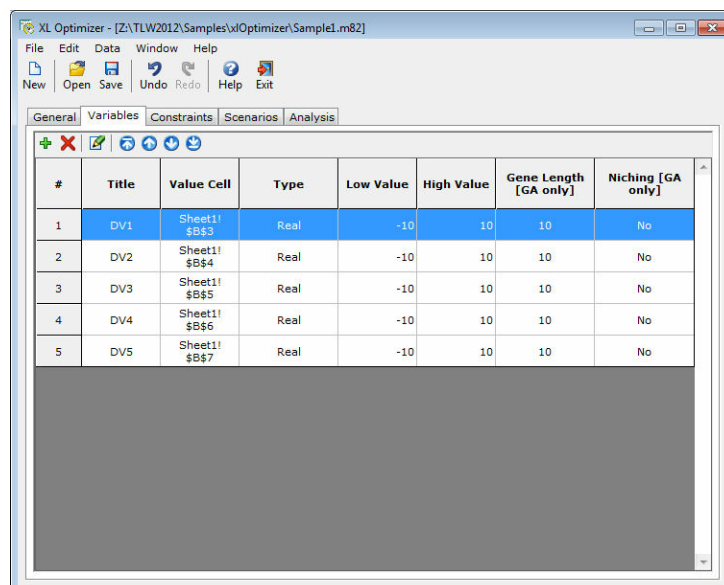 XL Optimizer - [Z:\TLW2012\Samples\xlOptimizer\Sample1.m82]
File Edit Data Window Help
New Open Save Undo Redo Help Exit
General Variables Constraints Scenarios Analysis
# Title Value Cell Type Low Value High Value Gene Length [GA only] Niching [GA only]
1 DV1 Sheet1!$B$3 Real -10 10 10 No
2 DV2 Sheet1!$B$4 Real -10 10 10 No
3 DV3 Sheet1!$B$5 Real -10 10 10 No
4 DV4 Sheet1!$B$6 Real -10 10 10 No
5 DV5 Sheet1!$B$7 Real -10 10 10 No